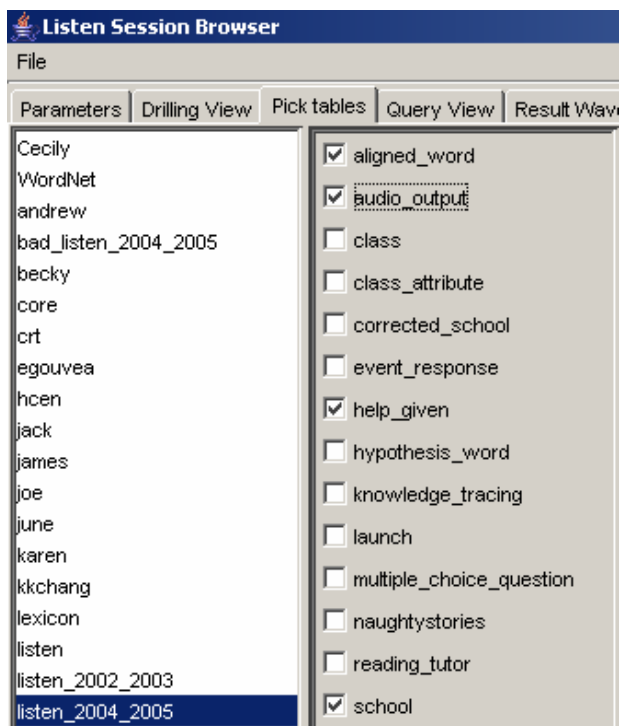 Listen Session Browser
File
Parameters Drilling View Pick tables Query View Result Wav
Cecily
WordNet
andrew
bad_listen_2004_2005
becky
core
crt
egouvea
hcen
jack
james
joe
june
karen
kkchang
lexicon
listen
listen_2002_2003
listen_2004_2005
aligned_word
audio_output
class
class_attribute
corrected_school
event_response
help_given
hypothesis_word
knowledge_tracing
launch
multiple_choice_question
naughtystories
reading_tutor
school